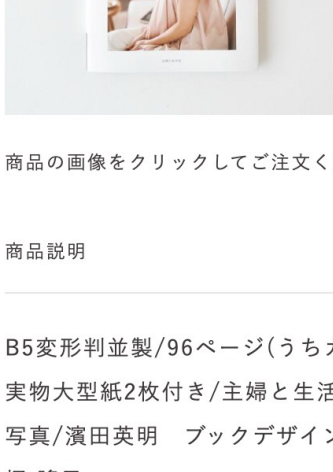 商品の画像をクリックしてご注文く
商品説明
B5変形判並製/96ページ(うちカ
実物大型紙2枚付き/主婦と生活
写真/濱田英明　ブックデザイン